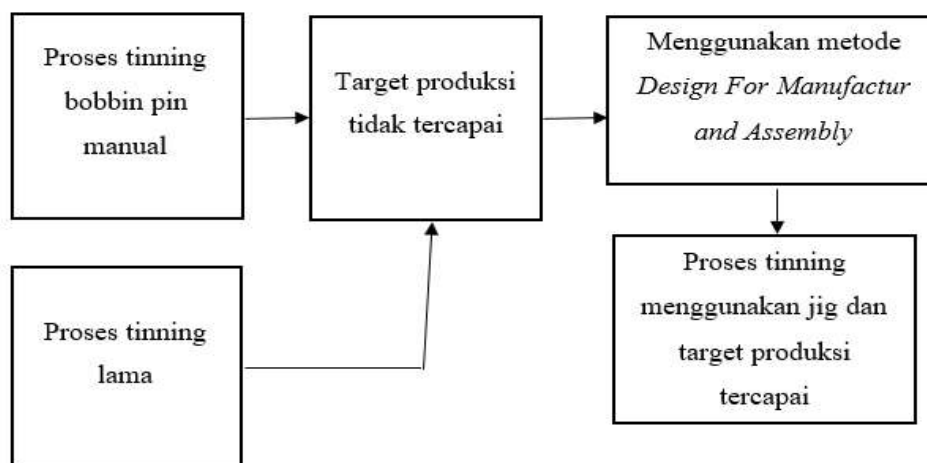 Proses tinning
bobbin pin
manual
Target produksi
tidak tercapai
Menggunakan metode
Design For Manufactur
and Assembly
Proses tinning
lama
Proses tinning
menggunakan jig dan
target produksi
tercapai